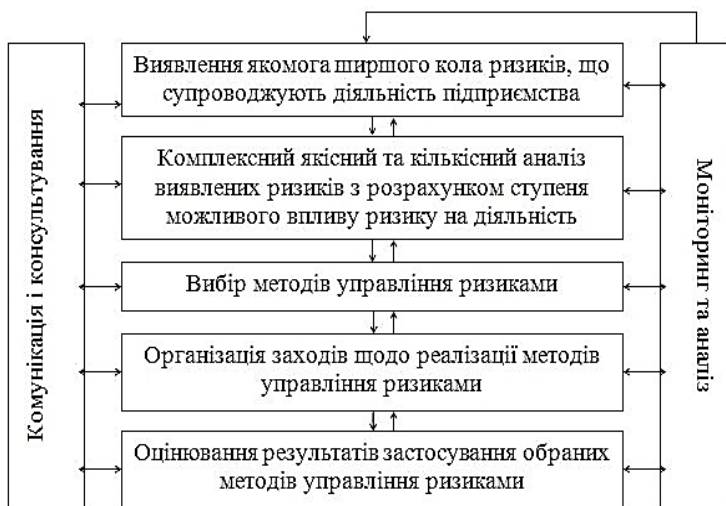 Комунікація і консультування
Виявлення якомога ширшого кола ризиків, що
супроводжують діяльність підприємства
Комплексний якісний та кількісний аналіз
виявлених ризиків з розрахунком ступеня
можливого впливу ризику на діяльність
Вибір методів управління ризиками
Організація заходів щодо реалізації методів
управління ризиками
Оцінювання результатів застосування обраних
методів управління ризиками
Моніторинг та аналіз